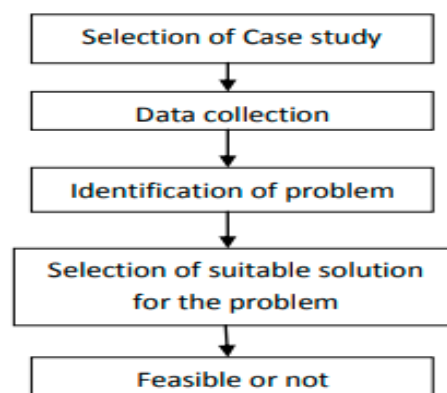 Selection of Case study
Data collection
Identification of problem
Selection of suitable solution
for the problem
Feasible or not